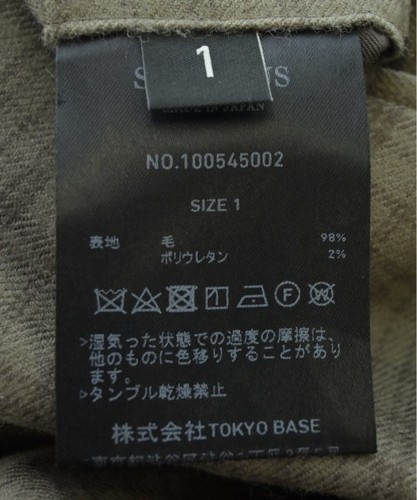 1
MADE IN JAPAN
NO.100545002
SIZE 1
表地 毛 98%
ポリウレタン 2%
>湿気った状態での過度の摩擦は、
他のものに色移りすることがあり
ます。
>タンブル乾燥禁止
株式会社TOKYO BASE